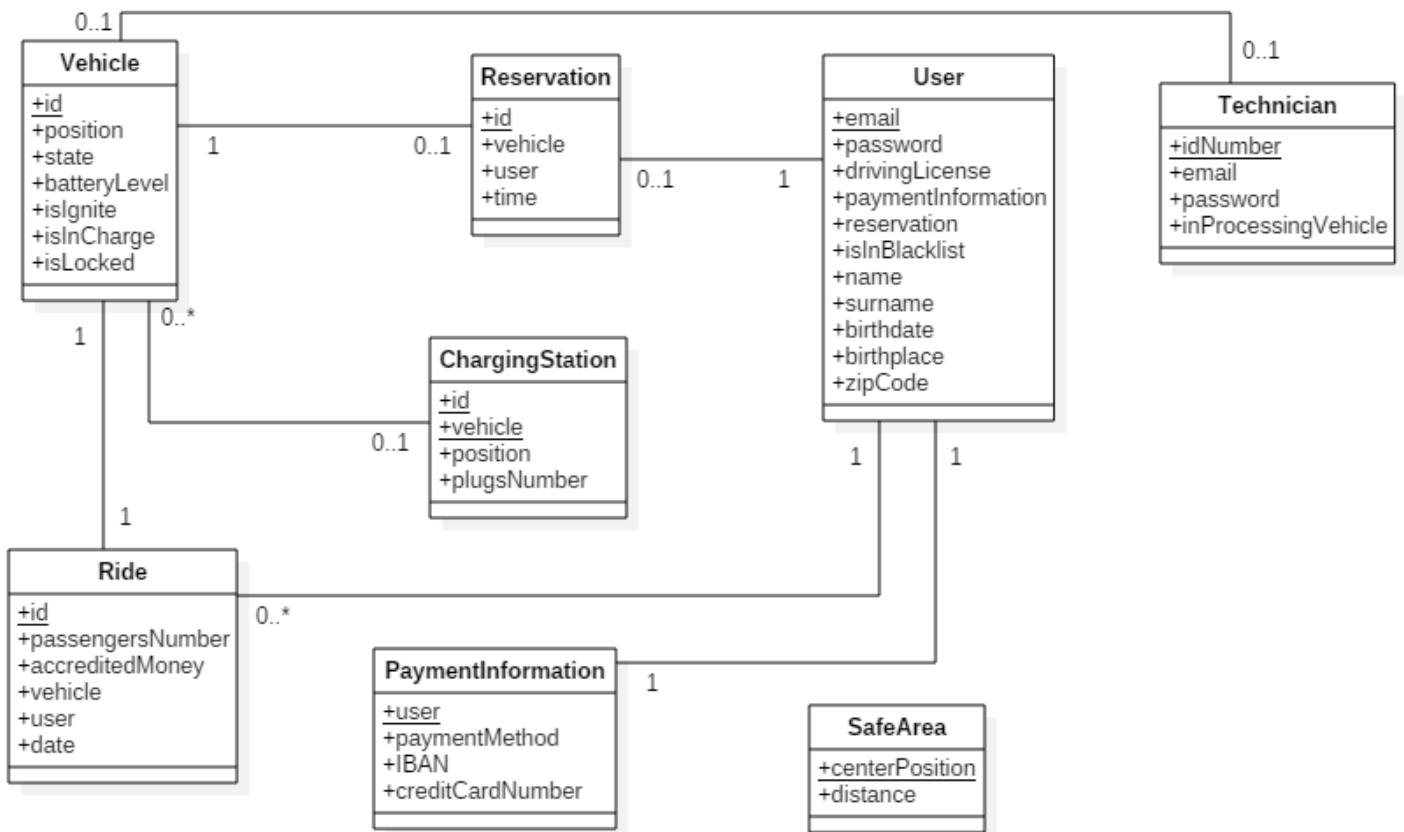 0..1
Vehicle
+id
+position
+state
+batteryLevel
+isIgnite
+isInCharge
+isLocked
1
0..1
Reservation
+id
+vehicle
+user
+time
0..1
1
User
+email
+password
+drivingLicense
+paymentInformation
+reservation
+isInBlacklist
+name
+surname
+birthdate
+birthplace
+zipCode
0..1
Technician
+idNumber
+email
+password
+inProcessingVehicle
1
0..*
ChargingStation
+id
+vehicle
+position
+plugsNumber
0..1
1
1
1
Ride
+id
+passengersNumber
+accreditedMoney
+vehicle
+user
+date
0..*
PaymentInformation
+user
+paymentMethod
+IBAN
+creditCardNumber
1
SafeArea
+centerPosition
+distance